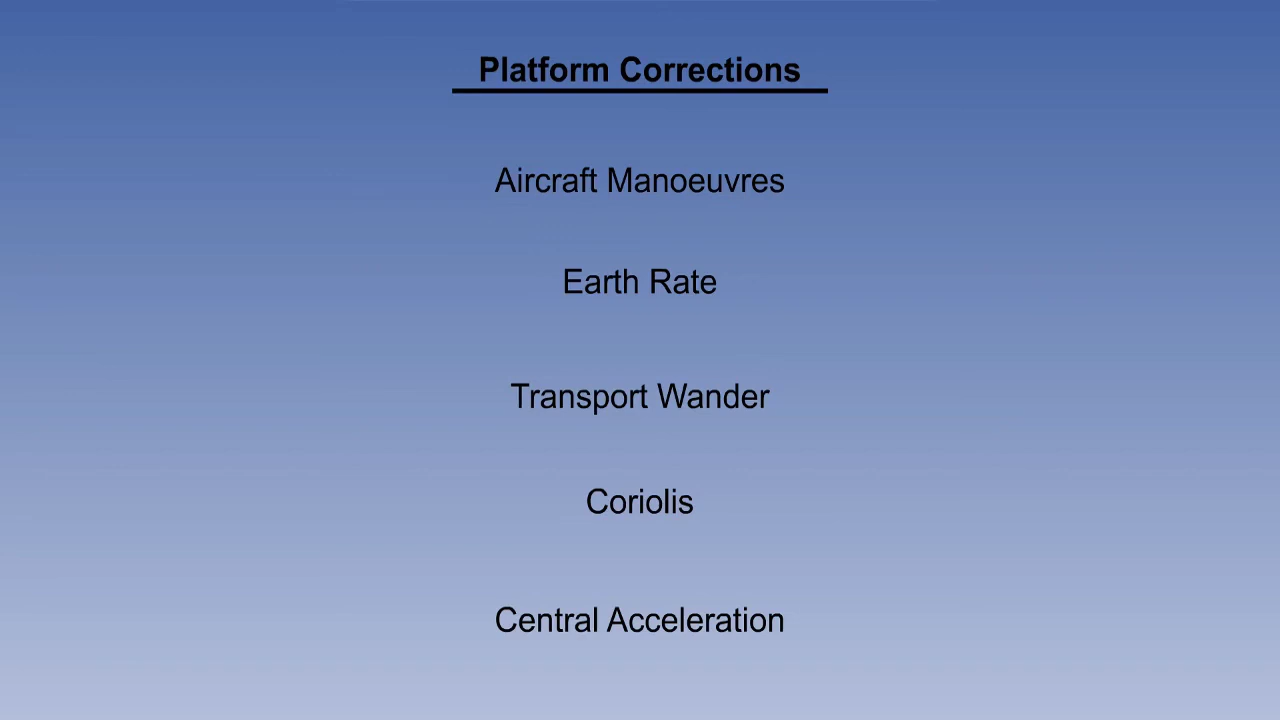 Platform Corrections
Aircraft Manoeuvres
Earth Rate
Transport Wander
Coriolis
Central Acceleration